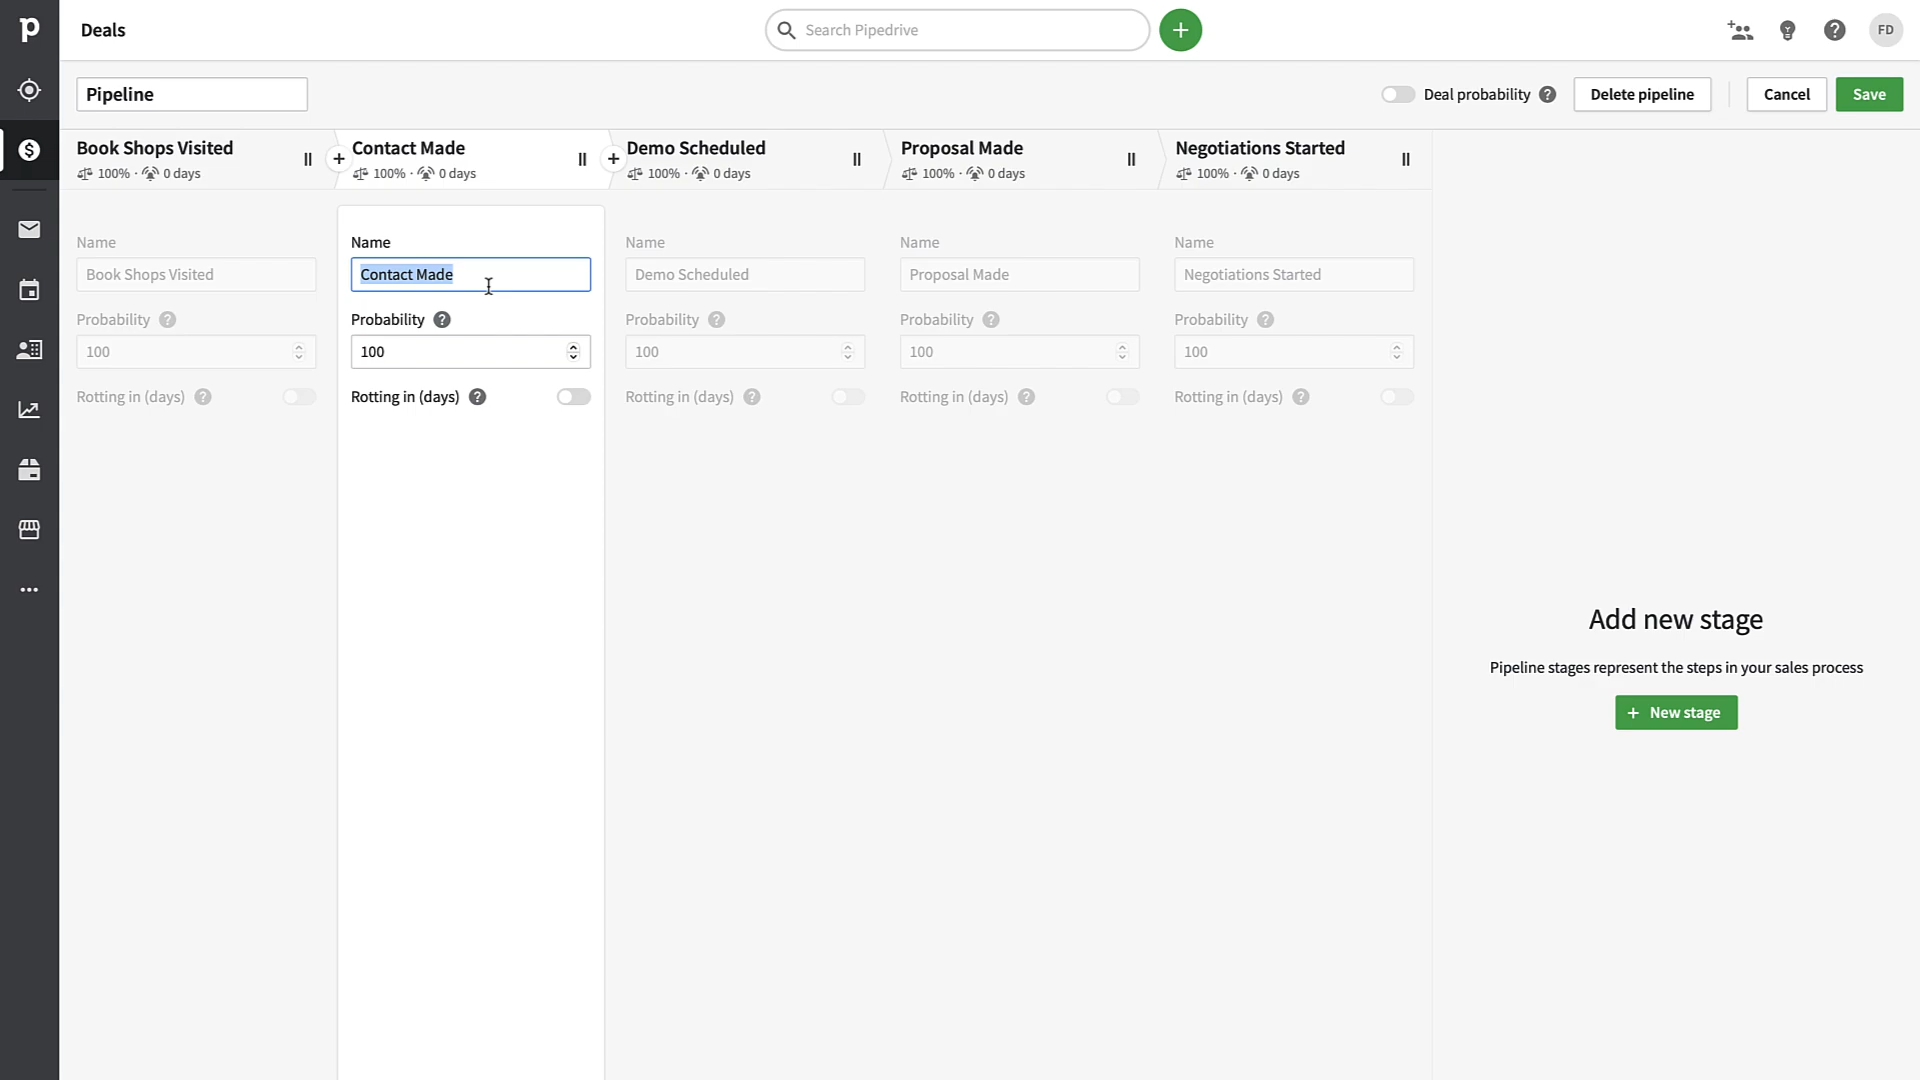 p
Deals
Search Pipedrive
FD
Pipeline
Deal probability
Delete pipeline
Cancel
Save
Book Shops Visited
100% · 0 days
Contact Made
100% · 0 days
Demo Scheduled
100% · 0 days
Proposal Made
100% · 0 days
Negotiations Started
100% · 0 days
Name
Book Shops Visited
Probability ?
100
Rotting in (days) ?
Name
Contact Made
Probability ?
100
Rotting in (days) ?
Name
Demo Scheduled
Probability ?
100
Rotting in (days) ?
Name
Proposal Made
Probability ?
100
Rotting in (days) ?
Name
Negotiations Started
Probability ?
100
Rotting in (days) ?
Add new stage
Pipeline stages represent the steps in your sales process
+ New stage